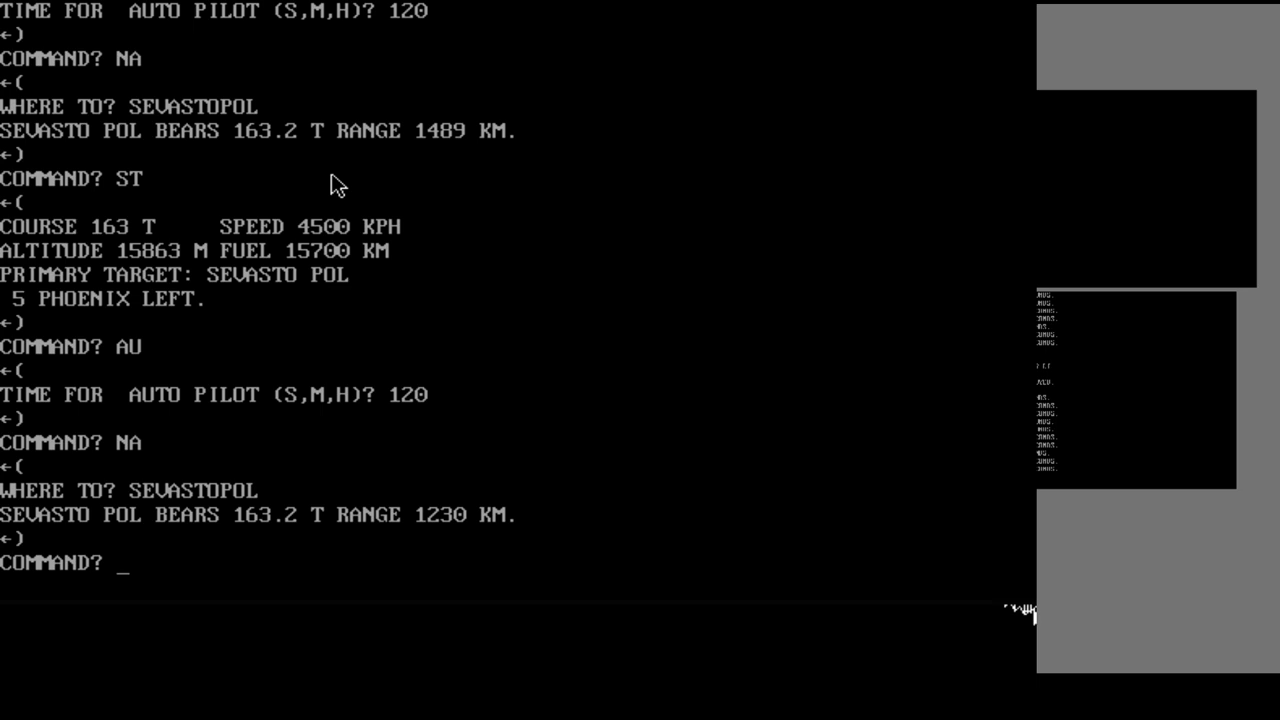 TIME FOR  AUTO PILOT (S,M,H)? 120
←)
COMMAND? NA
←(
WHERE TO? SEVASTOPOL
SEVASTO POL BEARS 163.2 T RANGE 1489 KM.
←)
COMMAND? ST
←(
COURSE 163 T     SPEED 4500 KPH
ALTITUDE 15863 M FUEL 15700 KM
PRIMARY TARGET: SEVASTO POL
 5 PHOENIX LEFT.
←)
COMMAND? AU
←(
TIME FOR  AUTO PILOT (S,M,H)? 120
←)
COMMAND? NA
←(
WHERE TO? SEVASTOPOL
SEVASTO POL BEARS 163.2 T RANGE 1230 KM.
←)
COMMAND? _